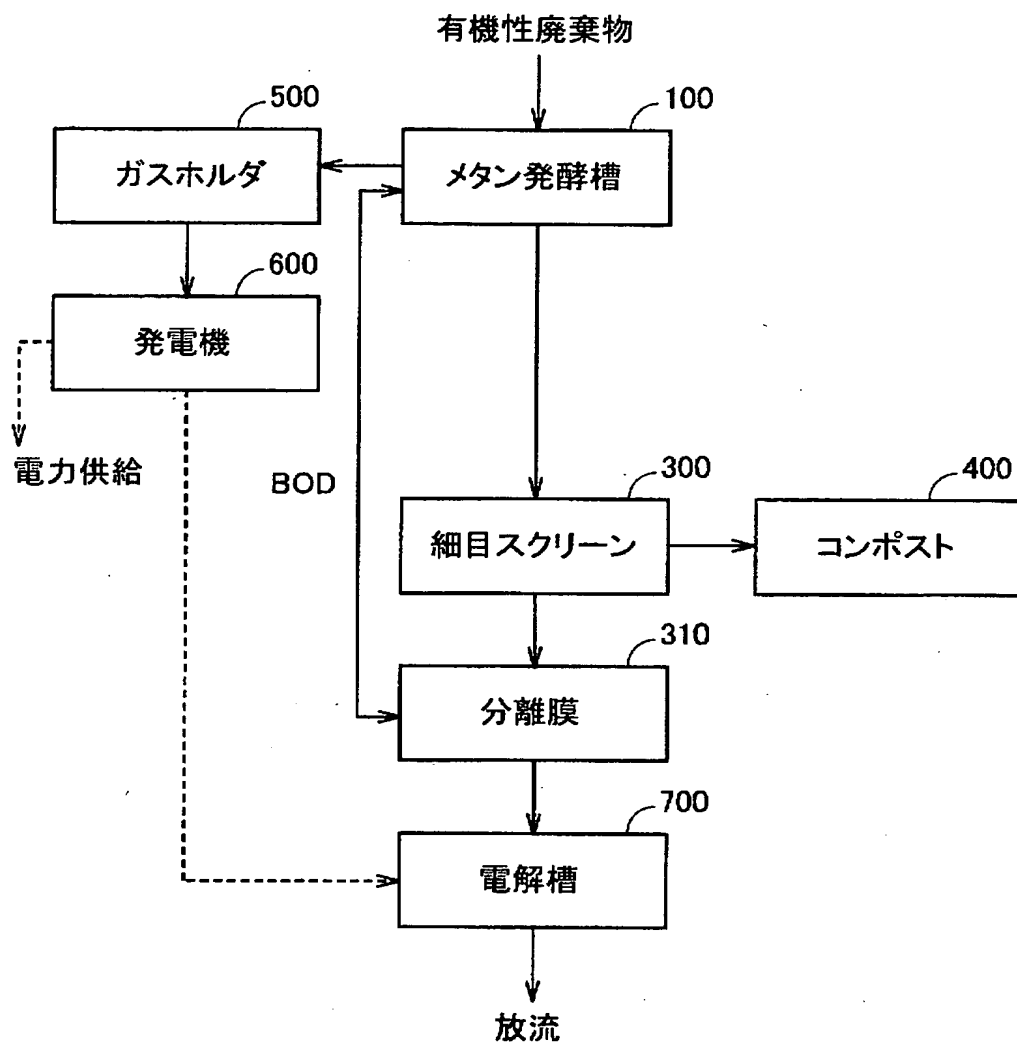 有機性廃棄物
500
100
ガスホルダ
メタン発酵槽
600
発電機
電力供給
BOD
300
400
細目スクリーン
コンポスト
310
分離膜
700
電解槽
放流